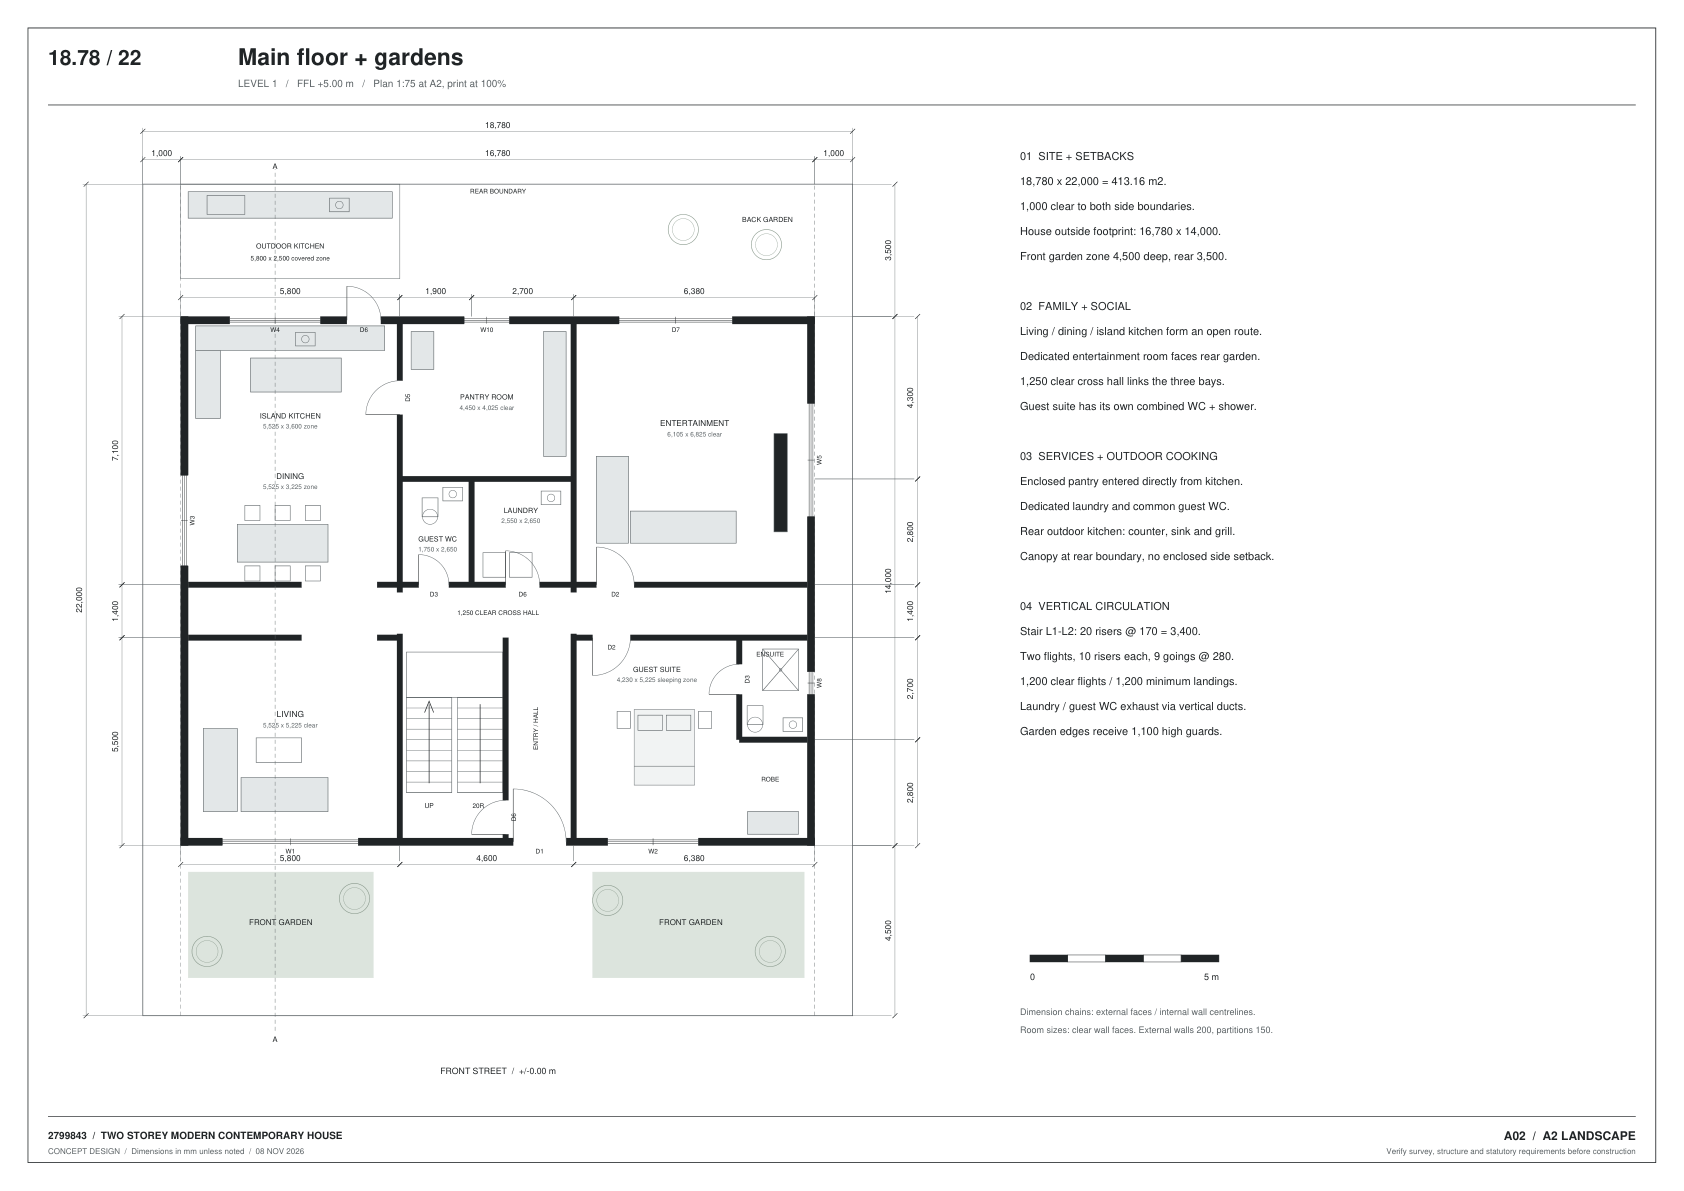 18.78 / 22
Main floor + gardens
LEVEL 1 / FFL +5.00 m / Plan 1:75 at A2, print at 100%
18,780
1,000
16,780
1,000
A
REAR BOUNDARY
BACK GARDEN
OUTDOOR KITCHEN
5,800 x 2,500 covered zone
3,500
5,800
1,900
2,700
6,380
W4
D6
W10
D7
ISLAND KITCHEN
5,525 x 3,600 zone
D5
PANTRY ROOM
4,450 x 4,025 clear
ENTERTAINMENT
6,105 x 6,825 clear
4,300
7,100
W5
DINING
5,525 x 3,225 zone
W3
LAUNDRY
2,550 x 2,650
GUEST WC
1,750 x 2,650
2,800
14,000
22,000
D3
D6
D2
1,400
1,250 CLEAR CROSS HALL
1,400
D2
ENSUITE
GUEST SUITE
4,230 x 5,225 sleeping zone
D3
W8
2,700
LIVING
5,525 x 5,225 clear
ENTRY / HALL
5,500
ROBE
2,800
UP
20R
D6
W1
D1
W2
5,800
4,600
6,380
FRONT GARDEN
FRONT GARDEN
4,500
A
FRONT STREET / +/-0.00 m
01 SITE + SETBACKS
18,780 x 22,000 = 413.16 m2.
1,000 clear to both side boundaries.
House outside footprint: 16,780 x 14,000.
Front garden zone 4,500 deep, rear 3,500.
02 FAMILY + SOCIAL
Living / dining / island kitchen form an open route.
Dedicated entertainment room faces rear garden.
1,250 clear cross hall links the three bays.
Guest suite has its own combined WC + shower.
03 SERVICES + OUTDOOR COOKING
Enclosed pantry entered directly from kitchen.
Dedicated laundry and common guest WC.
Rear outdoor kitchen: counter, sink and grill.
Canopy at rear boundary, no enclosed side setback.
04 VERTICAL CIRCULATION
Stair L1-L2: 20 risers @ 170 = 3,400.
Two flights, 10 risers each, 9 goings @ 280.
1,200 clear flights / 1,200 minimum landings.
Laundry / guest WC exhaust via vertical ducts.
Garden edges receive 1,100 high guards.
0
5 m
Dimension chains: external faces / internal wall centrelines.
Room sizes: clear wall faces. External walls 200, partitions 150.
2799843 / TWO STOREY MODERN CONTEMPORARY HOUSE
CONCEPT DESIGN / Dimensions in mm unless noted / 08 NOV 2026
A02 / A2 LANDSCAPE
Verify survey, structure and statutory requirements before construction